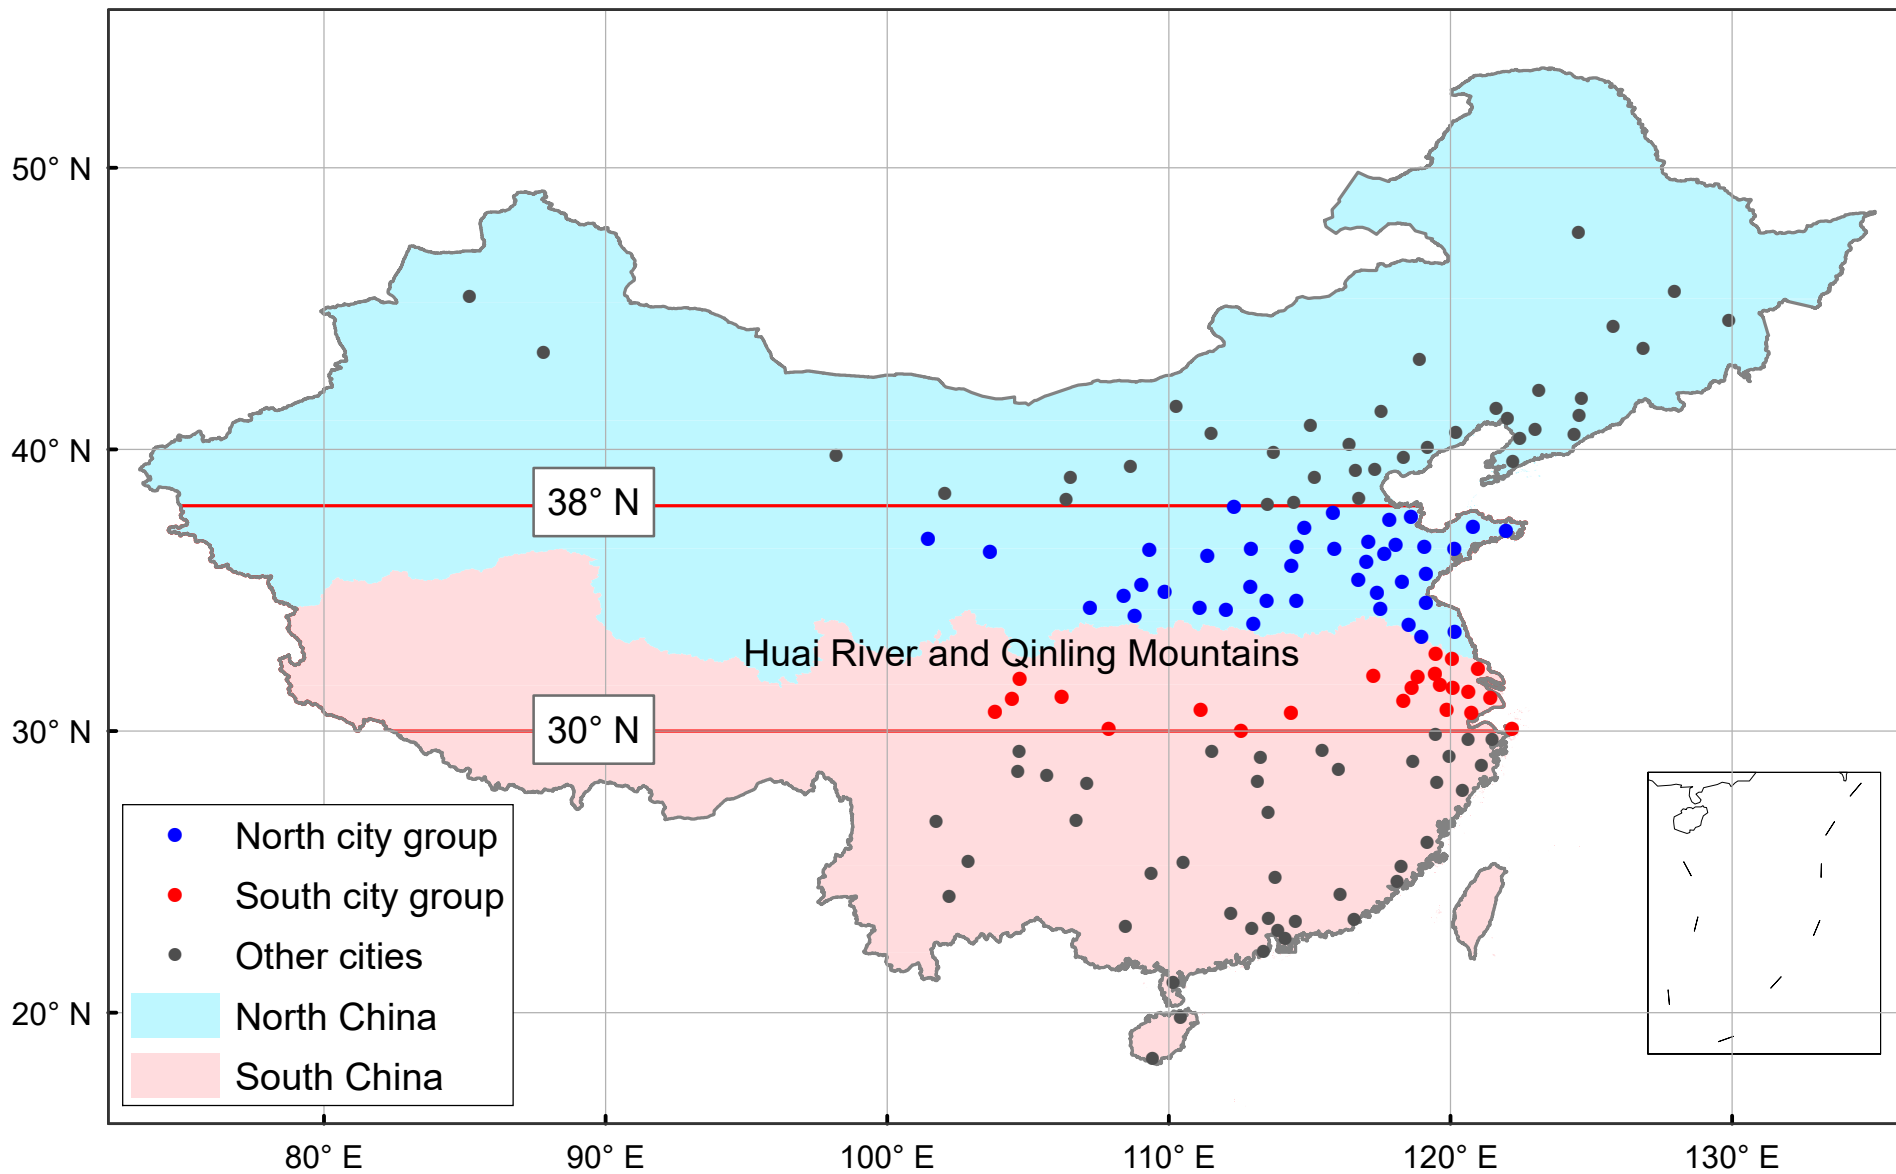 50° N
40° N
38° N
Huai River and Qinling Mountains
30° N
20° N
North city group
South city group
Other cities
North China
South China
80° E
90° E
100° E
110° E
120° E
130° E